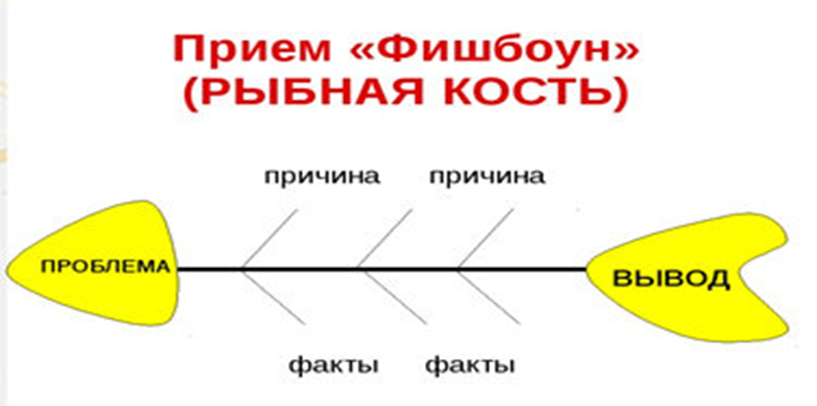 Прием «Фишбоун»
(РЫБНАЯ КОСТЬ)
причина причина
ПРОБЛЕМА
ВЫВОД
факты факты